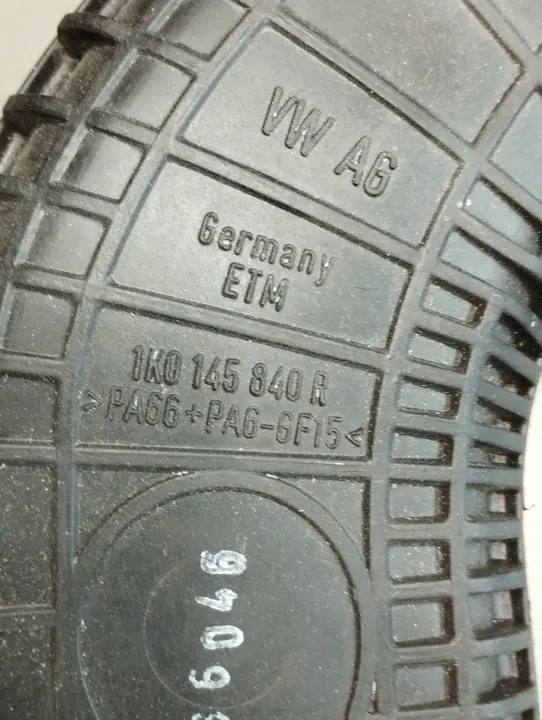 VW AG
Germany
ETM
1K0 145 840 R
>PA66+PA6-GF15<
6046